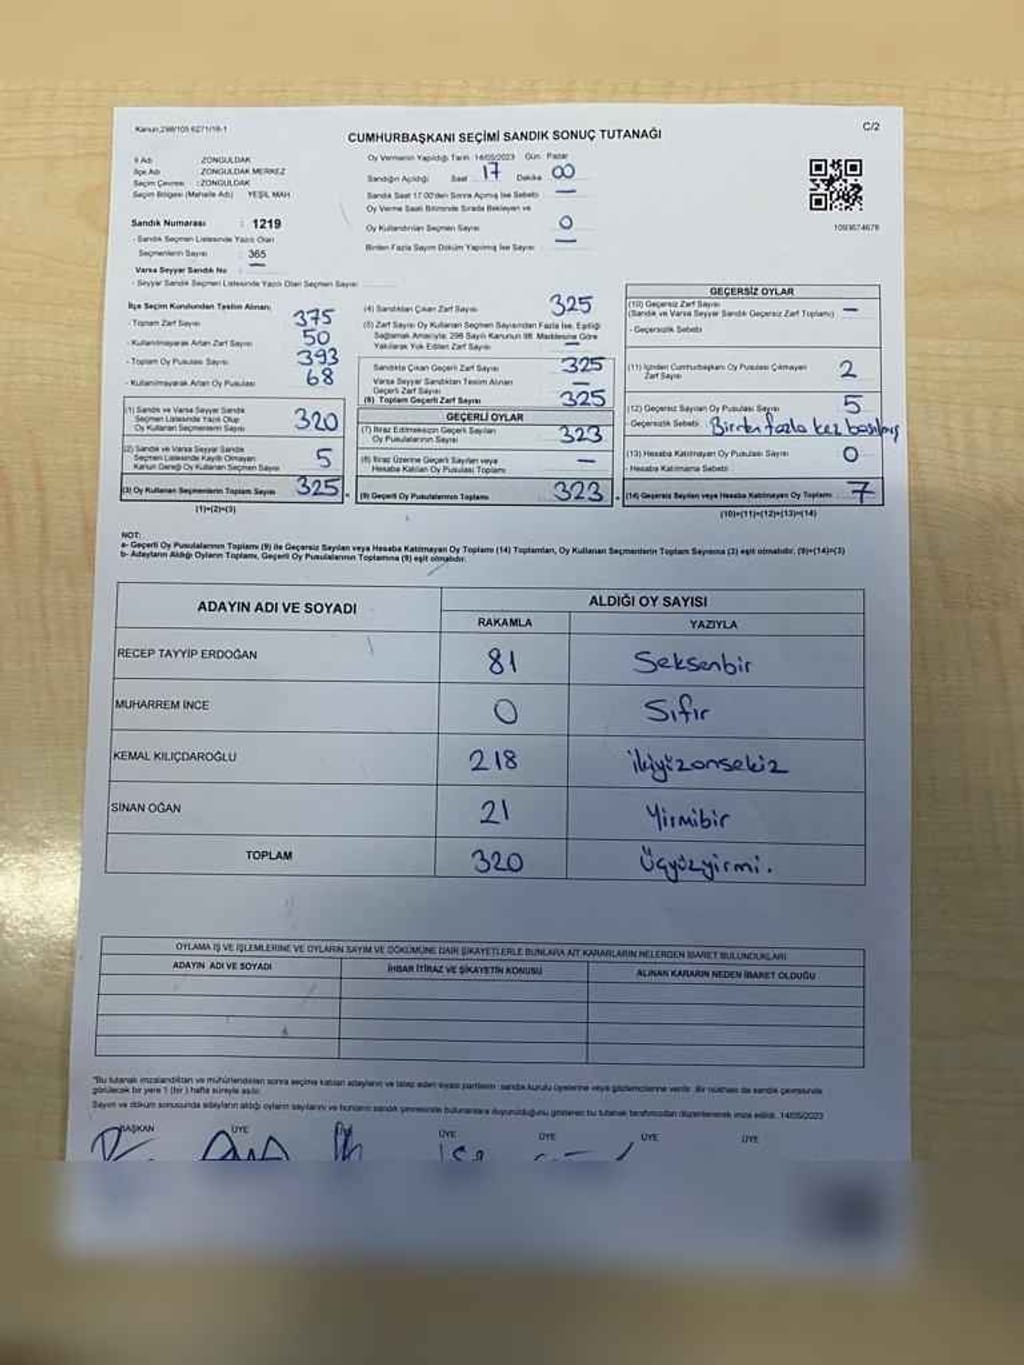 Kanun,298/105 6271/18-1
C/2
CUMHURBAŞKANI SEÇİMİ SANDIK SONUÇ TUTANAĞI
İl Adı : ZONGULDAK
İlçe Adı : ZONGULDAK MERKEZ
Seçim Çevresi : ZONGULDAK
Seçim Bölgesi (Mahalle Adı) YEŞİL MAH
Sandık Numarası : 1219
- Sandık Seçmen Listesinde Yazılı Olan
Seçmenlerin Sayısı : 365
Varsa Seyyar Sandık No
- Seyyar Sandık Seçmen Listesinde Yazılı Olan Seçmen Sayısı
Oy Vermenin Yapıldığı Tarih : 14/05/2023 Gün : Pazar
Sandığın Açıldığı Saat 17 Dakika 00
Sandık Saat 17.00'den Sonra Açılmış İse Sebebi —
Oy Verme Saati Bitiminde Sırada Bekleyen ve
Oy Kullandırılan Seçmen Sayısı 0
Birden Fazla Sayım Döküm Yapılmış İse Sayısı —
1093674678
İlçe Seçim Kurulundan Teslim Alınan:
- Toplam Zarf Sayısı 375
- Kullanılmayarak Artan Zarf Sayısı 50
- Toplam Oy Pusulası Sayısı 393
- Kullanılmayarak Artan Oy Pusulası 68
(1) Sandık ve Varsa Seyyar Sandık
Seçmen Listesinde Yazılı Olup
Oy Kullanan Seçmenlerin Sayısı 320
(2) Sandık ve Varsa Seyyar Sandık
Seçmen Listesinde Kayıtlı Olmayan
Kanun Gereği Oy Kullanan Seçmen Sayısı 5
(3) Oy Kullanan Seçmenlerin Toplam Sayısı 325
(1)+(2)=(3)
(4) Sandıktan Çıkan Zarf Sayısı 325
(5) Zarf Sayısı Oy Kullanan Seçmen Sayısından Fazla İse, Eşitliği
Sağlamak Amacıyla; 298 Sayılı Kanunun 98. Maddesine Göre
Yakılarak Yok Edilen Zarf Sayısı —
Sandıkta Çıkan Geçerli Zarf Sayısı 325
Varsa Seyyar Sandıktan Teslim Alınan
Geçerli Zarf Sayısı —
(6) Toplam Geçerli Zarf Sayısı 325
GEÇERLİ OYLAR
(7) İtiraz Edilmeksizin Geçerli Sayılan
Oy Pusulalarının Sayısı 323
(8) İtiraz Üzerine Geçerli Sayılan veya
Hesaba Katılan Oy Pusulası Toplamı —
(9) Geçerli Oy Pusulalarının Toplamı 323
GEÇERSİZ OYLAR
(10) Geçersiz Zarf Sayısı
(Sandık ve Varsa Seyyar Sandık Geçersiz Zarf Toplamı) —
- Geçersizlik Sebebi
(11) İçinden Cumhurbaşkanı Oy Pusulası Çıkmayan
Zarf Sayısı 2
(12) Geçersiz Sayılan Oy Pusulası Sayısı 5
- Geçersizlik Sebebi Birden fazla kez basılmış
(13) Hesaba Katılmayan Oy Pusulası Sayısı 0
- Hesaba Katılmama Sebebi
(14) Geçersiz Sayılan veya Hesaba Katılmayan Oy Toplamı 7
(10)+(11)+(12)+(13)=(14)
NOT:
a- Geçerli Oy Pusulalarının Toplamı (9) ile Geçersiz Sayılan veya Hesaba Katılmayan Oy Toplamı (14) Toplamları, Oy Kullanan Seçmenlerin Toplam Sayısına (3) eşit olmalıdır. (9)+(14)=(3)
b- Adayların Aldığı Oyların Toplamı, Geçerli Oy Pusulalarının Toplamına (9) eşit olmalıdır.
ADAYIN ADI VE SOYADI
ALDIĞI OY SAYISI
RAKAMLA YAZIYLA
RECEP TAYYİP ERDOĞAN 81 Seksenbir
MUHARREM İNCE 0 Sıfır
KEMAL KILIÇDAROĞLU 218 ikiyüzonsekiz
SİNAN OĞAN 21 Yirmibir
TOPLAM 320 Üçyüzyirmi.
OYLAMA İŞ VE İŞLEMLERİNE VE OYLARIN SAYIM VE DÖKÜMÜNE DAİR ŞİKAYETLERLE BUNLARA AİT KARARLARIN NELERDEN İBARET BULUNDUKLARI
ADAYIN ADI VE SOYADI İHBAR İTİRAZ VE ŞİKAYETİN KONUSU ALINAN KARARIN NEDEN İBARET OLDUĞU
"Bu tutanak imzalandıktan ve mühürlendikten sonra seçime katılan adayların ve talep eden siyasi partilerin sandık kurulu üyelerine veya gözlemcilerine verilir. Bir nüshası da sandık çevresinde
görülecek bir yere 1 (bir) hafta süreyle asılır.
Sayım ve döküm sonucunda adayların aldığı oyların sayılarını ve bunların sandık çevresinde bulunanlara duyurulduğunu gösteren bu tutanak tarafımızdan düzenlenerek imza edildi. 14/05/2023
BAŞKAN ÜYE ÜYE ÜYE ÜYE ÜYE